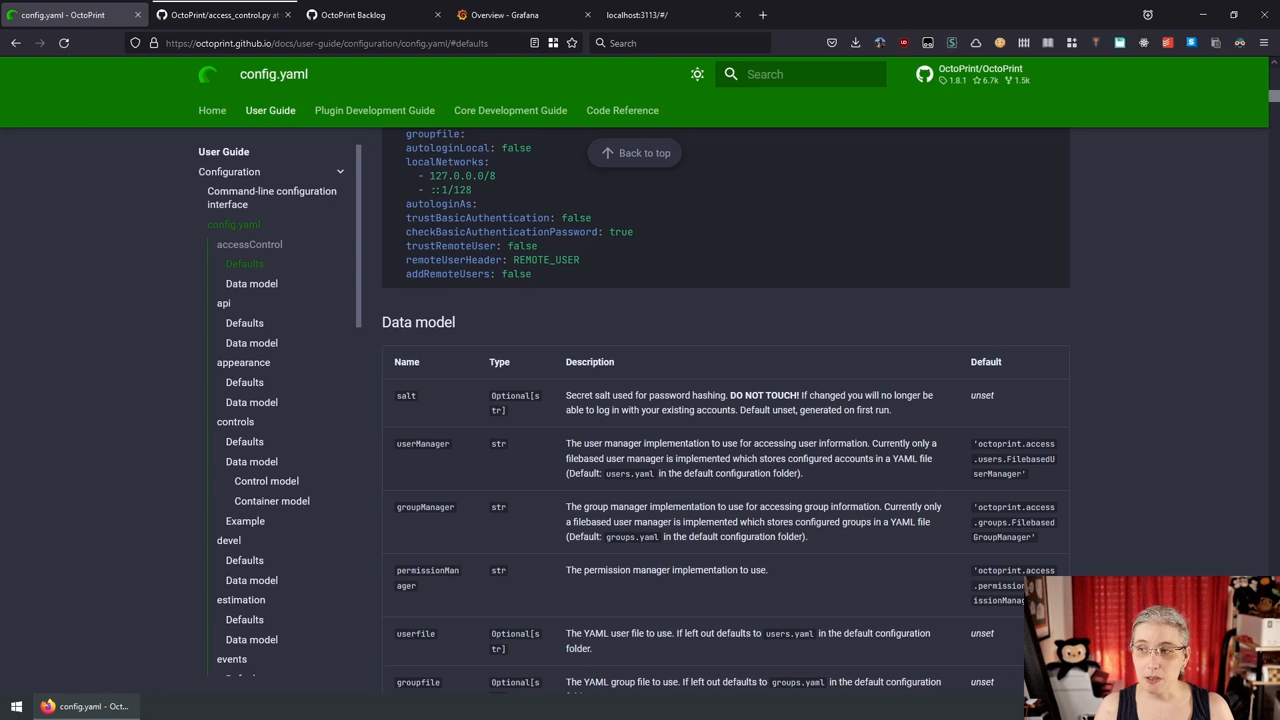 config.yaml - OctoPrint
OctoPrint/access_control.py at
OctoPrint Backlog
Overview - Grafana
localhost:3113/#/
https://octoprint.github.io/docs/user-guide/configuration/config.yaml/#defaults
Search
config.yaml
Search
OctoPrint/OctoPrint
1.8.1 6.7k 1.5k
Home
User Guide
Plugin Development Guide
Core Development Guide
Code Reference
User Guide
Configuration
Command-line configuration
interface
config.yaml
accessControl
Defaults
Data model
api
Defaults
Data model
appearance
Defaults
Data model
controls
Defaults
Data model
Control model
Container model
Example
devel
Defaults
Data model
estimation
Defaults
Data model
events
Back to top
groupfile:
autologinLocal: false
localNetworks:
- 127.0.0.0/8
- ::1/128
autologinAs:
trustBasicAuthentication: false
checkBasicAuthenticationPassword: true
trustRemoteUser: false
remoteUserHeader: REMOTE_USER
addRemoteUsers: false
Data model
Name Type Description Default
salt Optional[s Secret salt used for password hashing. DO NOT TOUCH! If changed you will no longer be unset
tr] able to log in with your existing accounts. Default unset, generated on first run.
userManager str The user manager implementation to use for accessing user information. Currently only a 'octoprint.access
filebased user manager is implemented which stores configured accounts in a YAML file .users.FilebasedU
(Default: users.yaml in the default configuration folder). serManager'
groupManager str The group manager implementation to use for accessing group information. Currently only 'octoprint.access
a filebased user manager is implemented which stores configured groups in a YAML file .groups.Filebased
(Default: groups.yaml in the default configuration folder). GroupManager'
permissionMan str The permission manager implementation to use. 'octoprint.access
ager .permission
issionManag
userfile Optional[s The YAML user file to use. If left out defaults to users.yaml in the default configuration unset
tr] folder.
groupfile Optional[s The YAML group file to use. If left out defaults to groups.yaml in the default configuration unset
config.yaml - Oct...